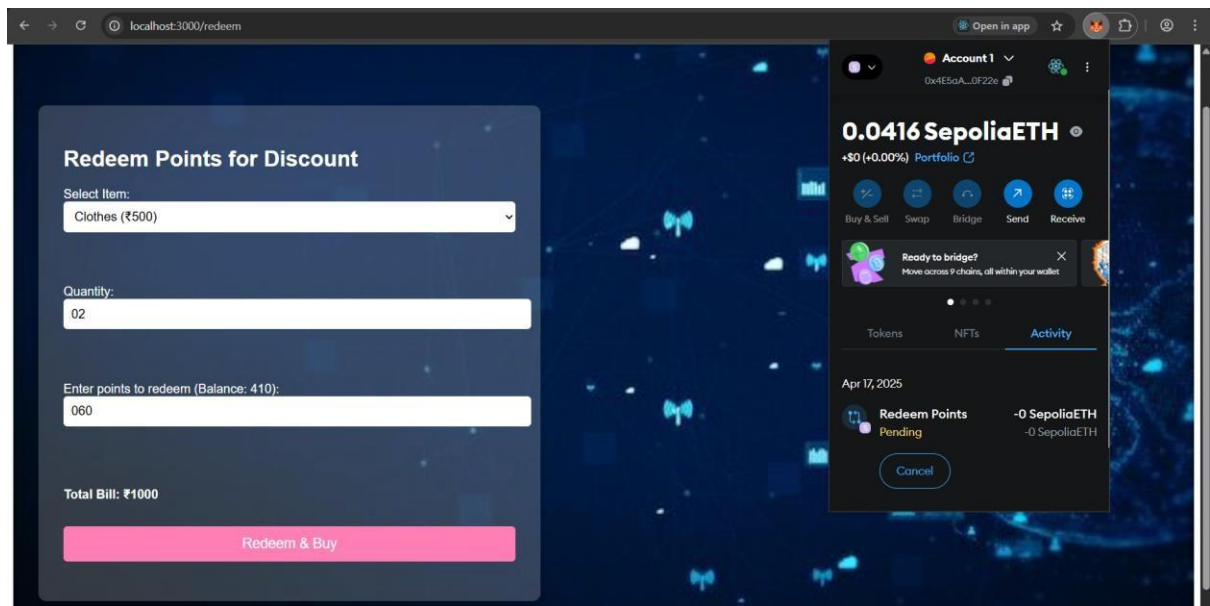 localhost:3000/redeem
Open in app
Redeem Points for Discount
Select Item:
Clothes (₹500)
Quantity:
02
Enter points to redeem (Balance: 410):
060
Total Bill: ₹1000
Redeem & Buy
S
Account 1
0x4E5aA...0F22e
0.0416 SepoliaETH
+$0 (+0.00%) Portfolio
Buy & Sell Swap Bridge Send Receive
Ready to bridge?
Move across 9 chains, all within your wallet
Tokens NFTs Activity
Apr 17, 2025
Redeem Points -0 SepoliaETH
S
Pending -0 SepoliaETH
Cancel